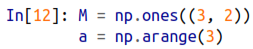 In[12]: M = np.ones((3, 2))
        a = np.arange(3)